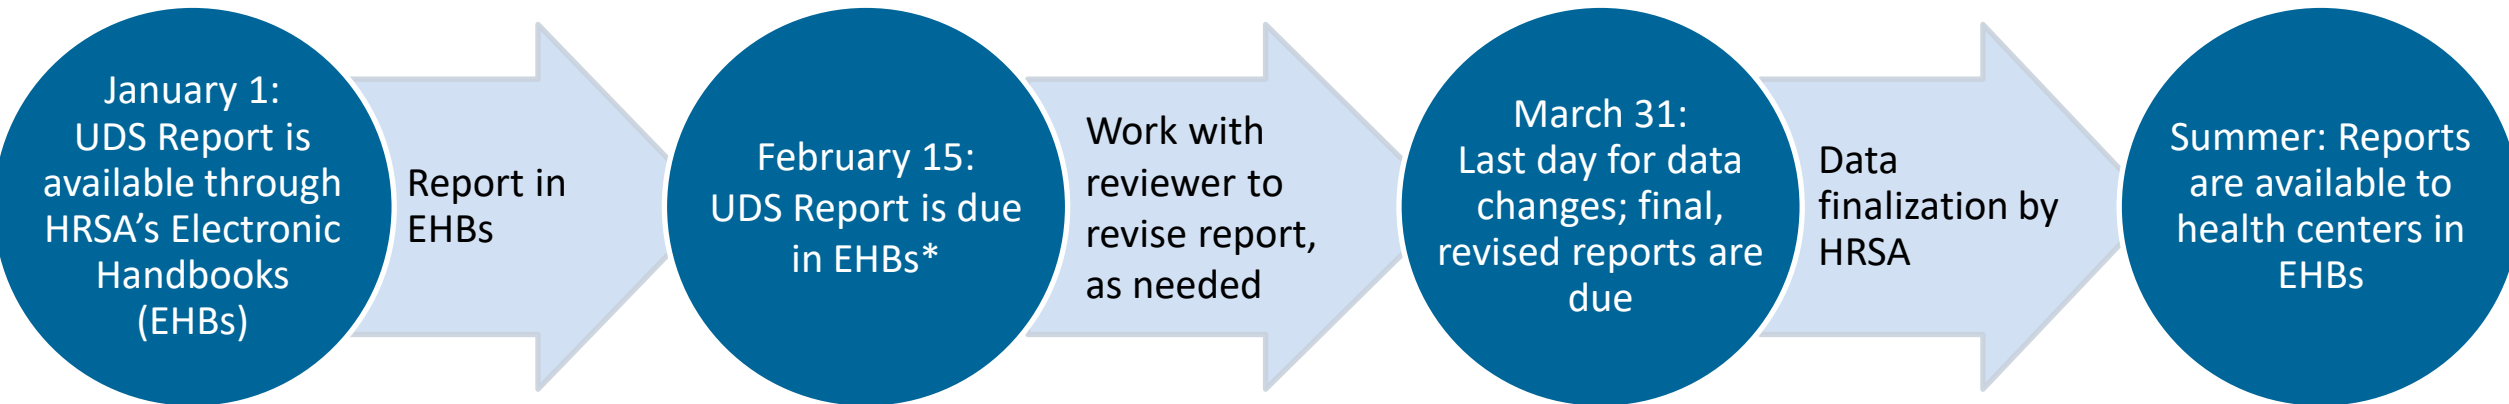 January 1:
UDS Report is
available through
HRSA’s Electronic
Handbooks
(EHBs)
Report in
EHBs
February 15:
UDS Report is due
in EHBs*
Work with
reviewer to
revise report,
as needed
March 31:
Last day for data
changes; final,
revised reports are
due
Data
finalization by
HRSA
Summer: Reports
are available to
health centers in
EHBs